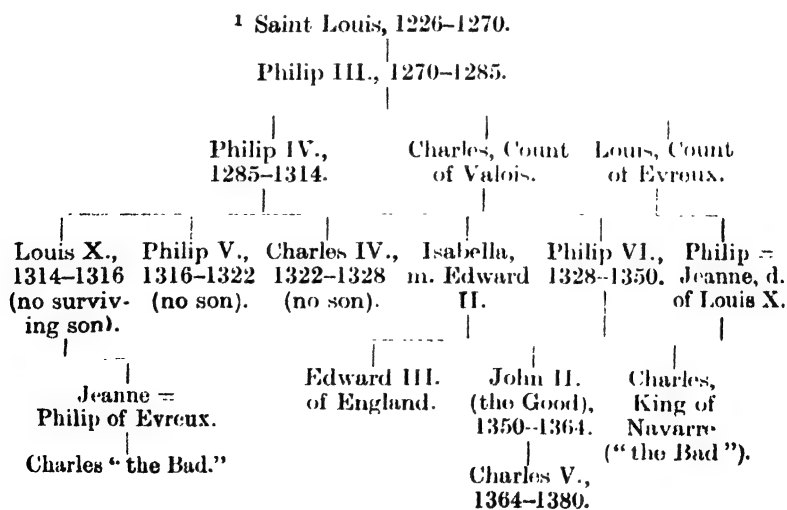 ¹ Saint Louis, 1226–1270.
Philip III., 1270–1285.
Philip IV., Charles, Count Louis, Count
1285–1314. of Valois. of Evreux.
Louis X., Philip V., Charles IV., Isabella, Philip VI., Philip =
1314–1316 1316–1322 1322–1328 m. Edward 1328–1350. Jeanne, d.
(no surviv- (no son). (no son). II. of Louis X.
ing son).
Edward III. John II. Charles,
Jeanne = of England. (the Good), King of
Philip of Evreux. 1350–1364. Navarre
Charles “the Bad.” Charles V., (“the Bad”).
1364–1380.